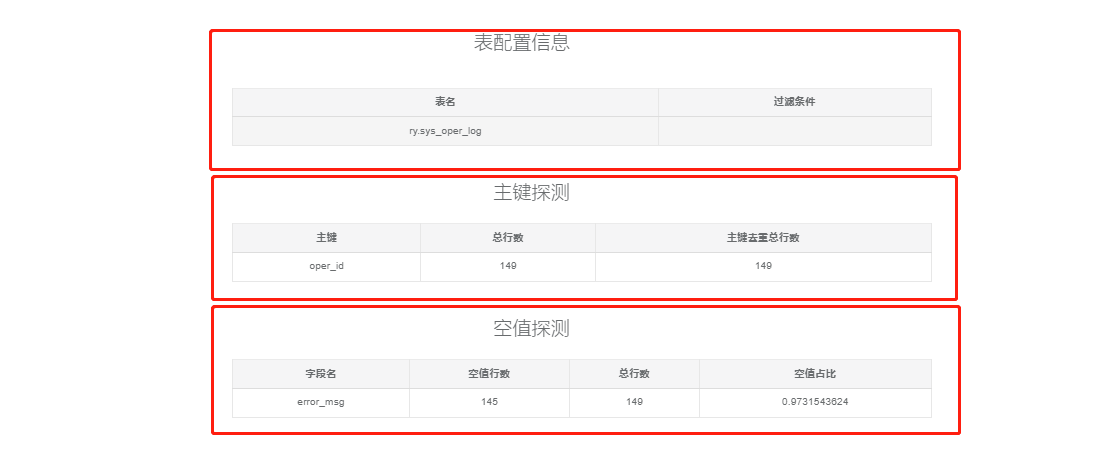 表配置信息
表名 过滤条件
ry.sys_oper_log
主键探测
主键 总行数 主键去重总行数
oper_id 149 149
空值探测
字段名 空值行数 总行数 空值占比
error_msg 145 149 0.9731543624